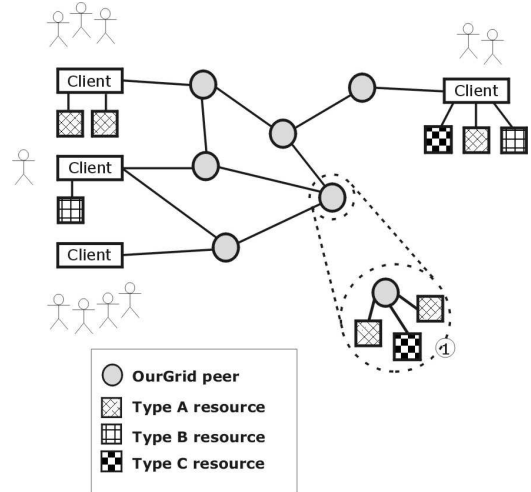 Client
Client
Client
Client
1
OurGrid peer
Type A resource
Type B resource
Type C resource